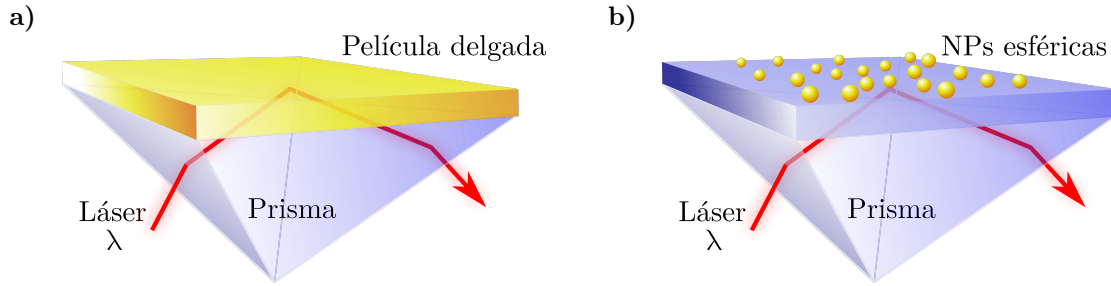 a)
Película delgada
Láser
λ
Prisma
b)
NPs esféricas
Láser
λ
Prisma